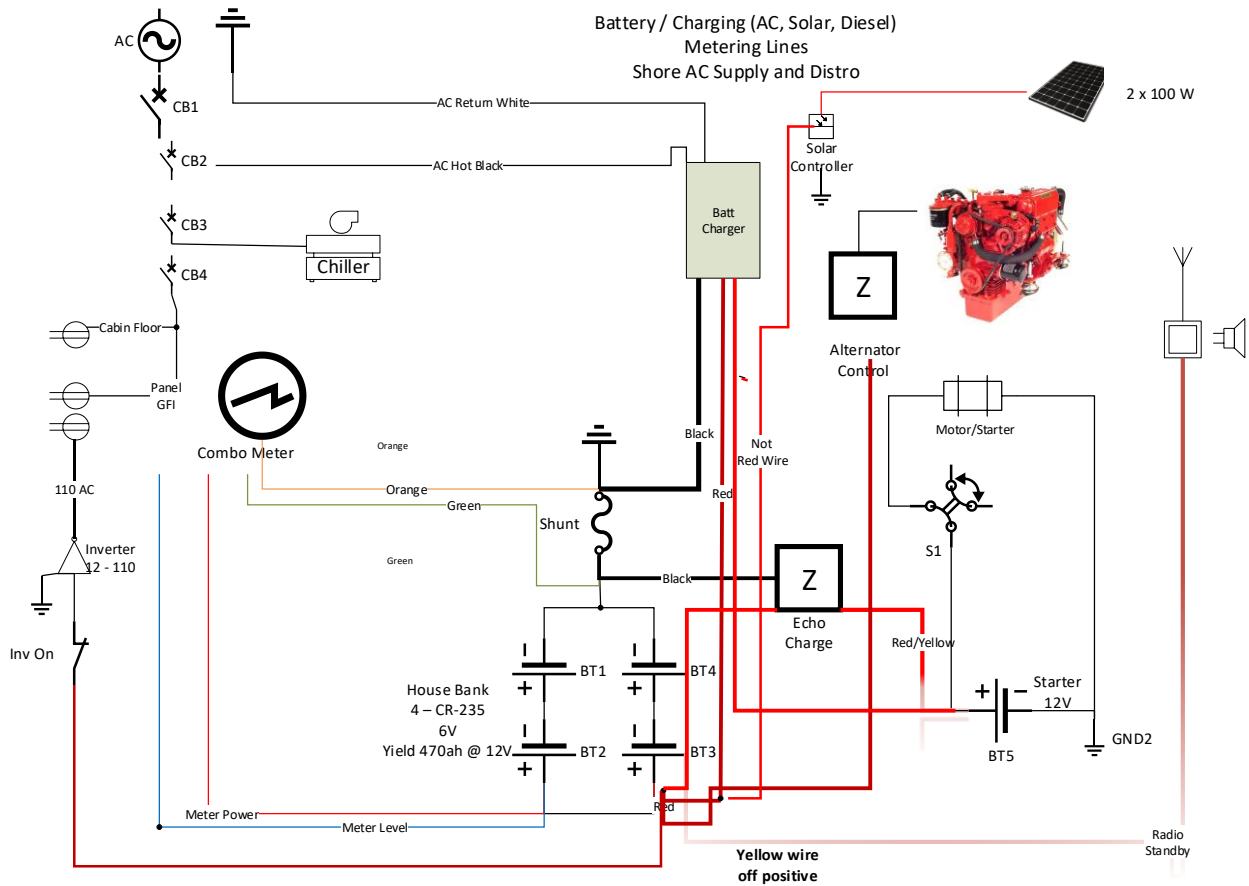 Battery / Charging (AC, Solar, Diesel)
Metering Lines
Shore AC Supply and Distro
AC
CB1
AC Return White
2 x 100 W
Solar
Controller
CB2
AC Hot Black
Batt
Charger
CB3
Chiller
CB4
Z
Cabin Floor
Alternator
Control
Panel
GFI
Combo Meter
Motor/Starter
Black
Not
Red Wire
Orange
Orange
Red
110 AC
Green
Shunt
S1
Inverter
12 - 110
Green
Black
Z
Echo
Charge
Red/Yellow
Inv On
BT1
BT4
Starter
12V
House Bank
4 – CR-235
6V
Yield 470ah @ 12V
BT2
BT3
BT5
GND2
Meter Power
Red
Meter Level
Radio
Standby
Yellow wire
off positive
+
-
+
-
+
-
+
-
+
-